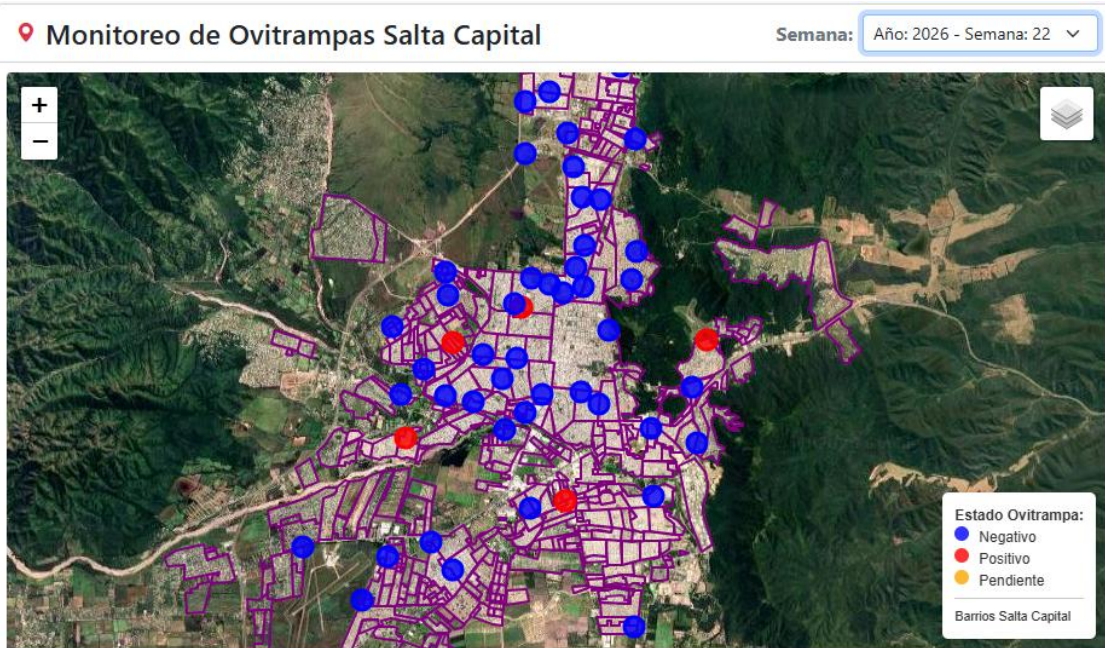 Monitoreo de Ovitrampas Salta Capital
Semana: Año: 2026 - Semana: 22
+
−
Estado Ovitrampa:
Negativo
Positivo
Pendiente
Barrios Salta Capital